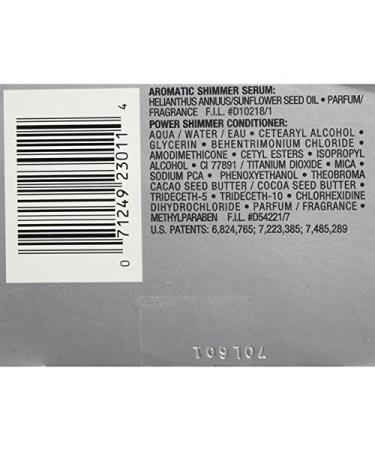 AROMATIC SHIMMER SERUM:
HELIANTHUS ANNUUS/SUNFLOWER SEED OIL • PARFUM/
FRAGRANCE F.I.L. #D10218/1
POWER SHIMMER CONDITIONER:
AQUA / WATER / EAU • CETEARYL ALCOHOL •
GLYCERIN • BEHENTRIMONIUM CHLORIDE •
AMODIMETHICONE • CETYL ESTERS • ISOPROPYL
ALCOHOL • CI 77891 / TITANIUM DIOXIDE • MICA •
SODIUM PCA • PHENOXYETHANOL • THEOBROMA
CACAO SEED BUTTER / COCOA SEED BUTTER •
TRIDECETH-5 • TRIDECETH-10 • CHLORHEXIDINE
DIHYDROCHLORIDE • PARFUM / FRAGRANCE •
METHYLPARABEN F.I.L. #D54221/7
U.S. PATENTS: 6,824,765; 7,223,385; 7,485,289
0 71249 23011 4
70L601